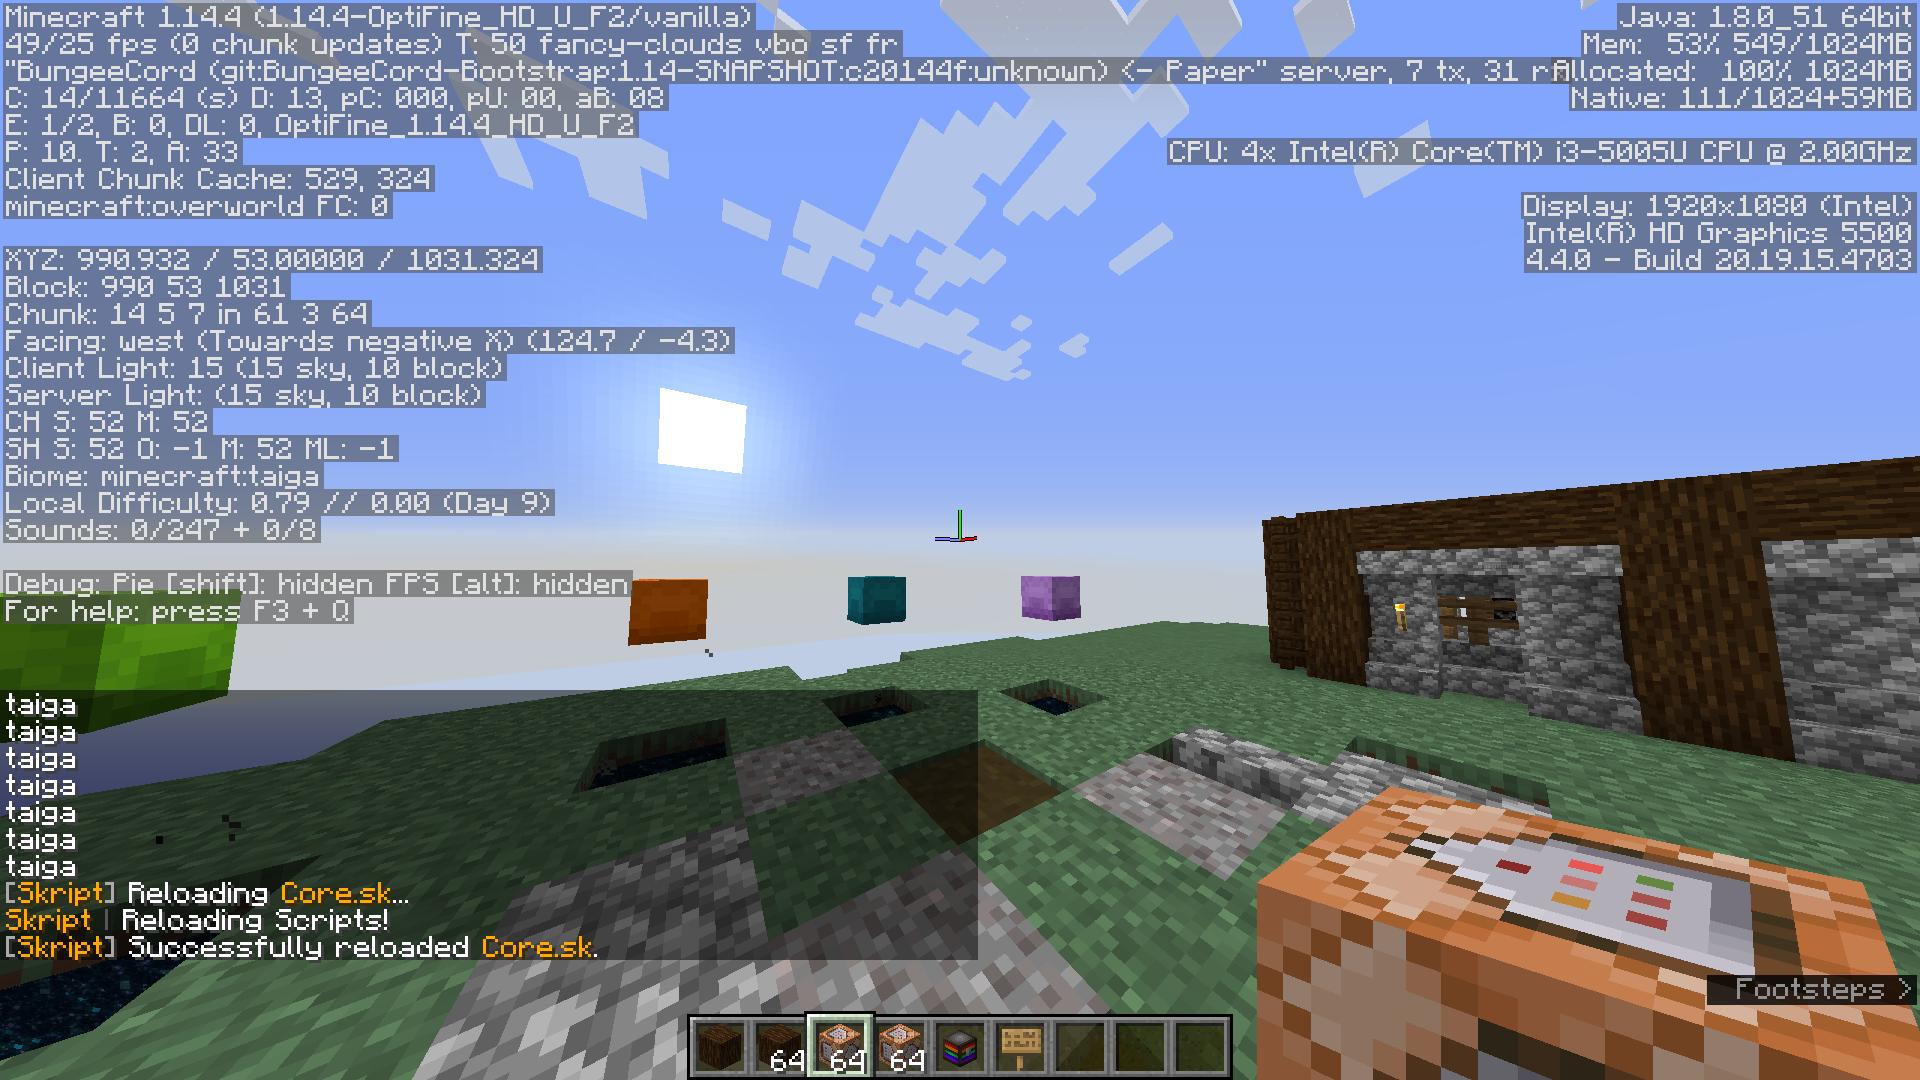 Minecraft 1.14.4 (1.14.4-OptiFine_HD_U_F2/vanilla)
49/25 fps (0 chunk updates) T: 50 fancy-clouds vbo sf fr
"BungeeCord (git:BungeeCord-Bootstrap:1.14-SNAPSHOT:c20144f:unknown) <- Paper" server, 7 tx, 31 r
C: 14/11664 (s) D: 13, pC: 000, pU: 00, aB: 08
E: 1/2, B: 0, DL: 0, OptiFine_1.14.4_HD_U_F2
P: 10. T: 2, A: 33
Client Chunk Cache: 529, 324
minecraft:overworld FC: 0
XYZ: 990.932 / 53.00000 / 1031.324
Block: 990 53 1031
Chunk: 14 5 7 in 61 3 64
Facing: west (Towards negative X) (124.7 / -4.3)
Client Light: 15 (15 sky, 10 block)
Server Light: (15 sky, 10 block)
CH S: 52 M: 52
SH S: 52 O: -1 M: 52 ML: -1
Biome: minecraft:taiga
Local Difficulty: 0.79 // 0.00 (Day 9)
Sounds: 0/247 + 0/8
Debug: Pie [shift]: hidden FPS [alt]: hidden
For help: press F3 + Q
Java: 1.8.0_51 64bit
Mem: 53% 549/1024MB
Allocated: 100% 1024MB
Native: 111/1024+59MB
CPU: 4x Intel(R) Core(TM) i3-5005U CPU @ 2.00GHz
Display: 1920x1080 (Intel)
Intel(R) HD Graphics 5500
4.4.0 - Build 20.19.15.4703
taiga
taiga
taiga
taiga
taiga
taiga
taiga
[Skript] Reloading Core.sk...
Skript | Reloading Scripts!
[Skript] Successfully reloaded Core.sk.
Footsteps >
64
64
64